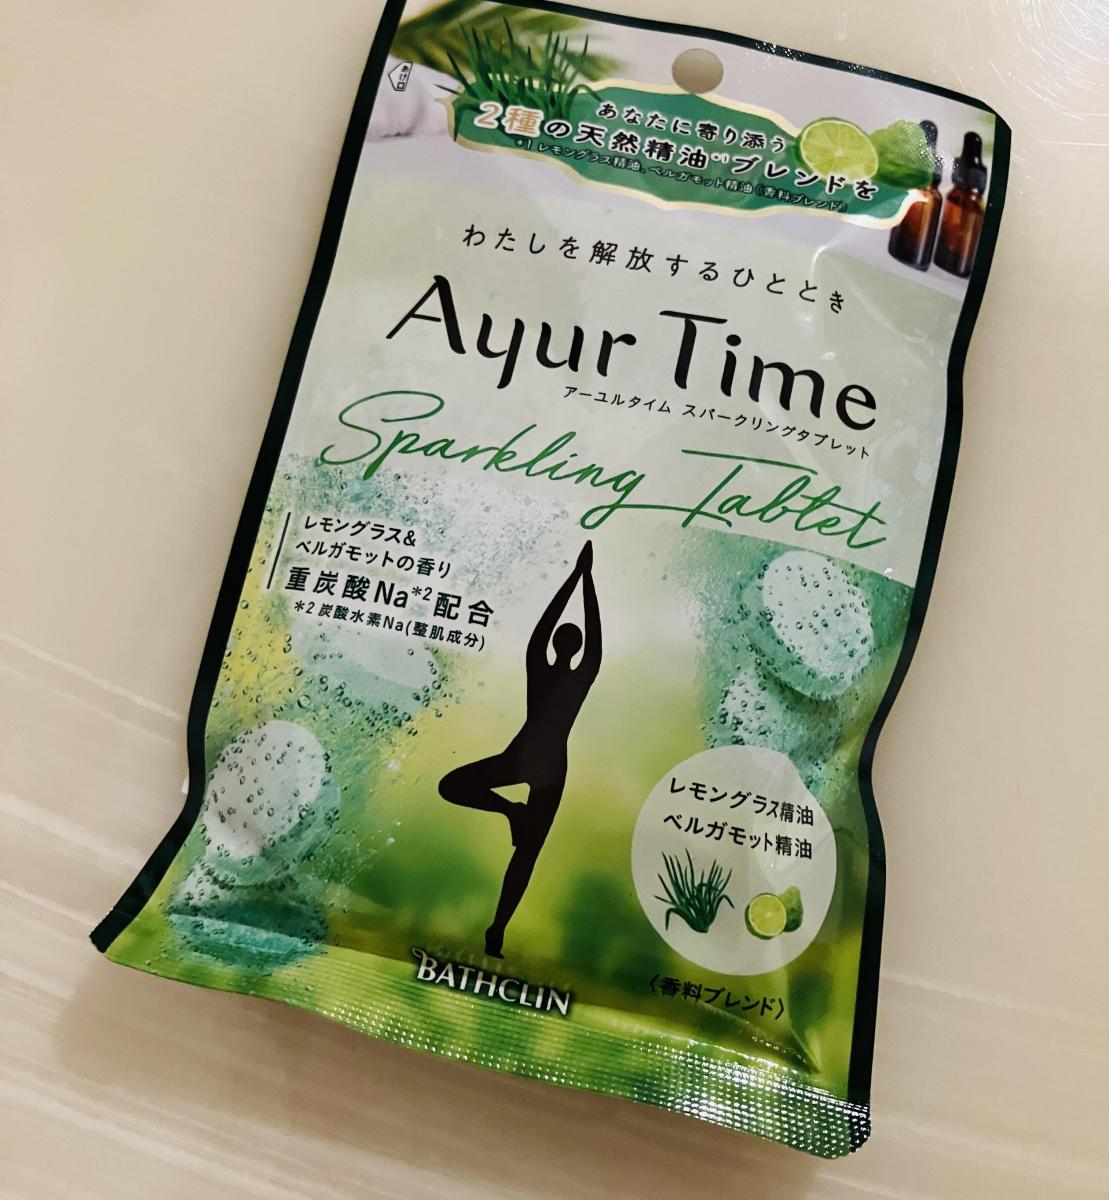 あけ口
あなたに寄り添う
2種の天然精油*1ブレンドを
*1 レモングラス精油、ベルガモット精油(香料ブレンド)
わたしを解放するひととき
Ayur Time
アーユルタイム スパークリングタブレット
Sparkling Tablet
レモングラス&
ベルガモットの香り
重炭酸Na*2配合
*2 炭酸水素Na(整肌成分)
レモングラス精油
ベルガモット精油
〈香料ブレンド〉
BATHCLIN